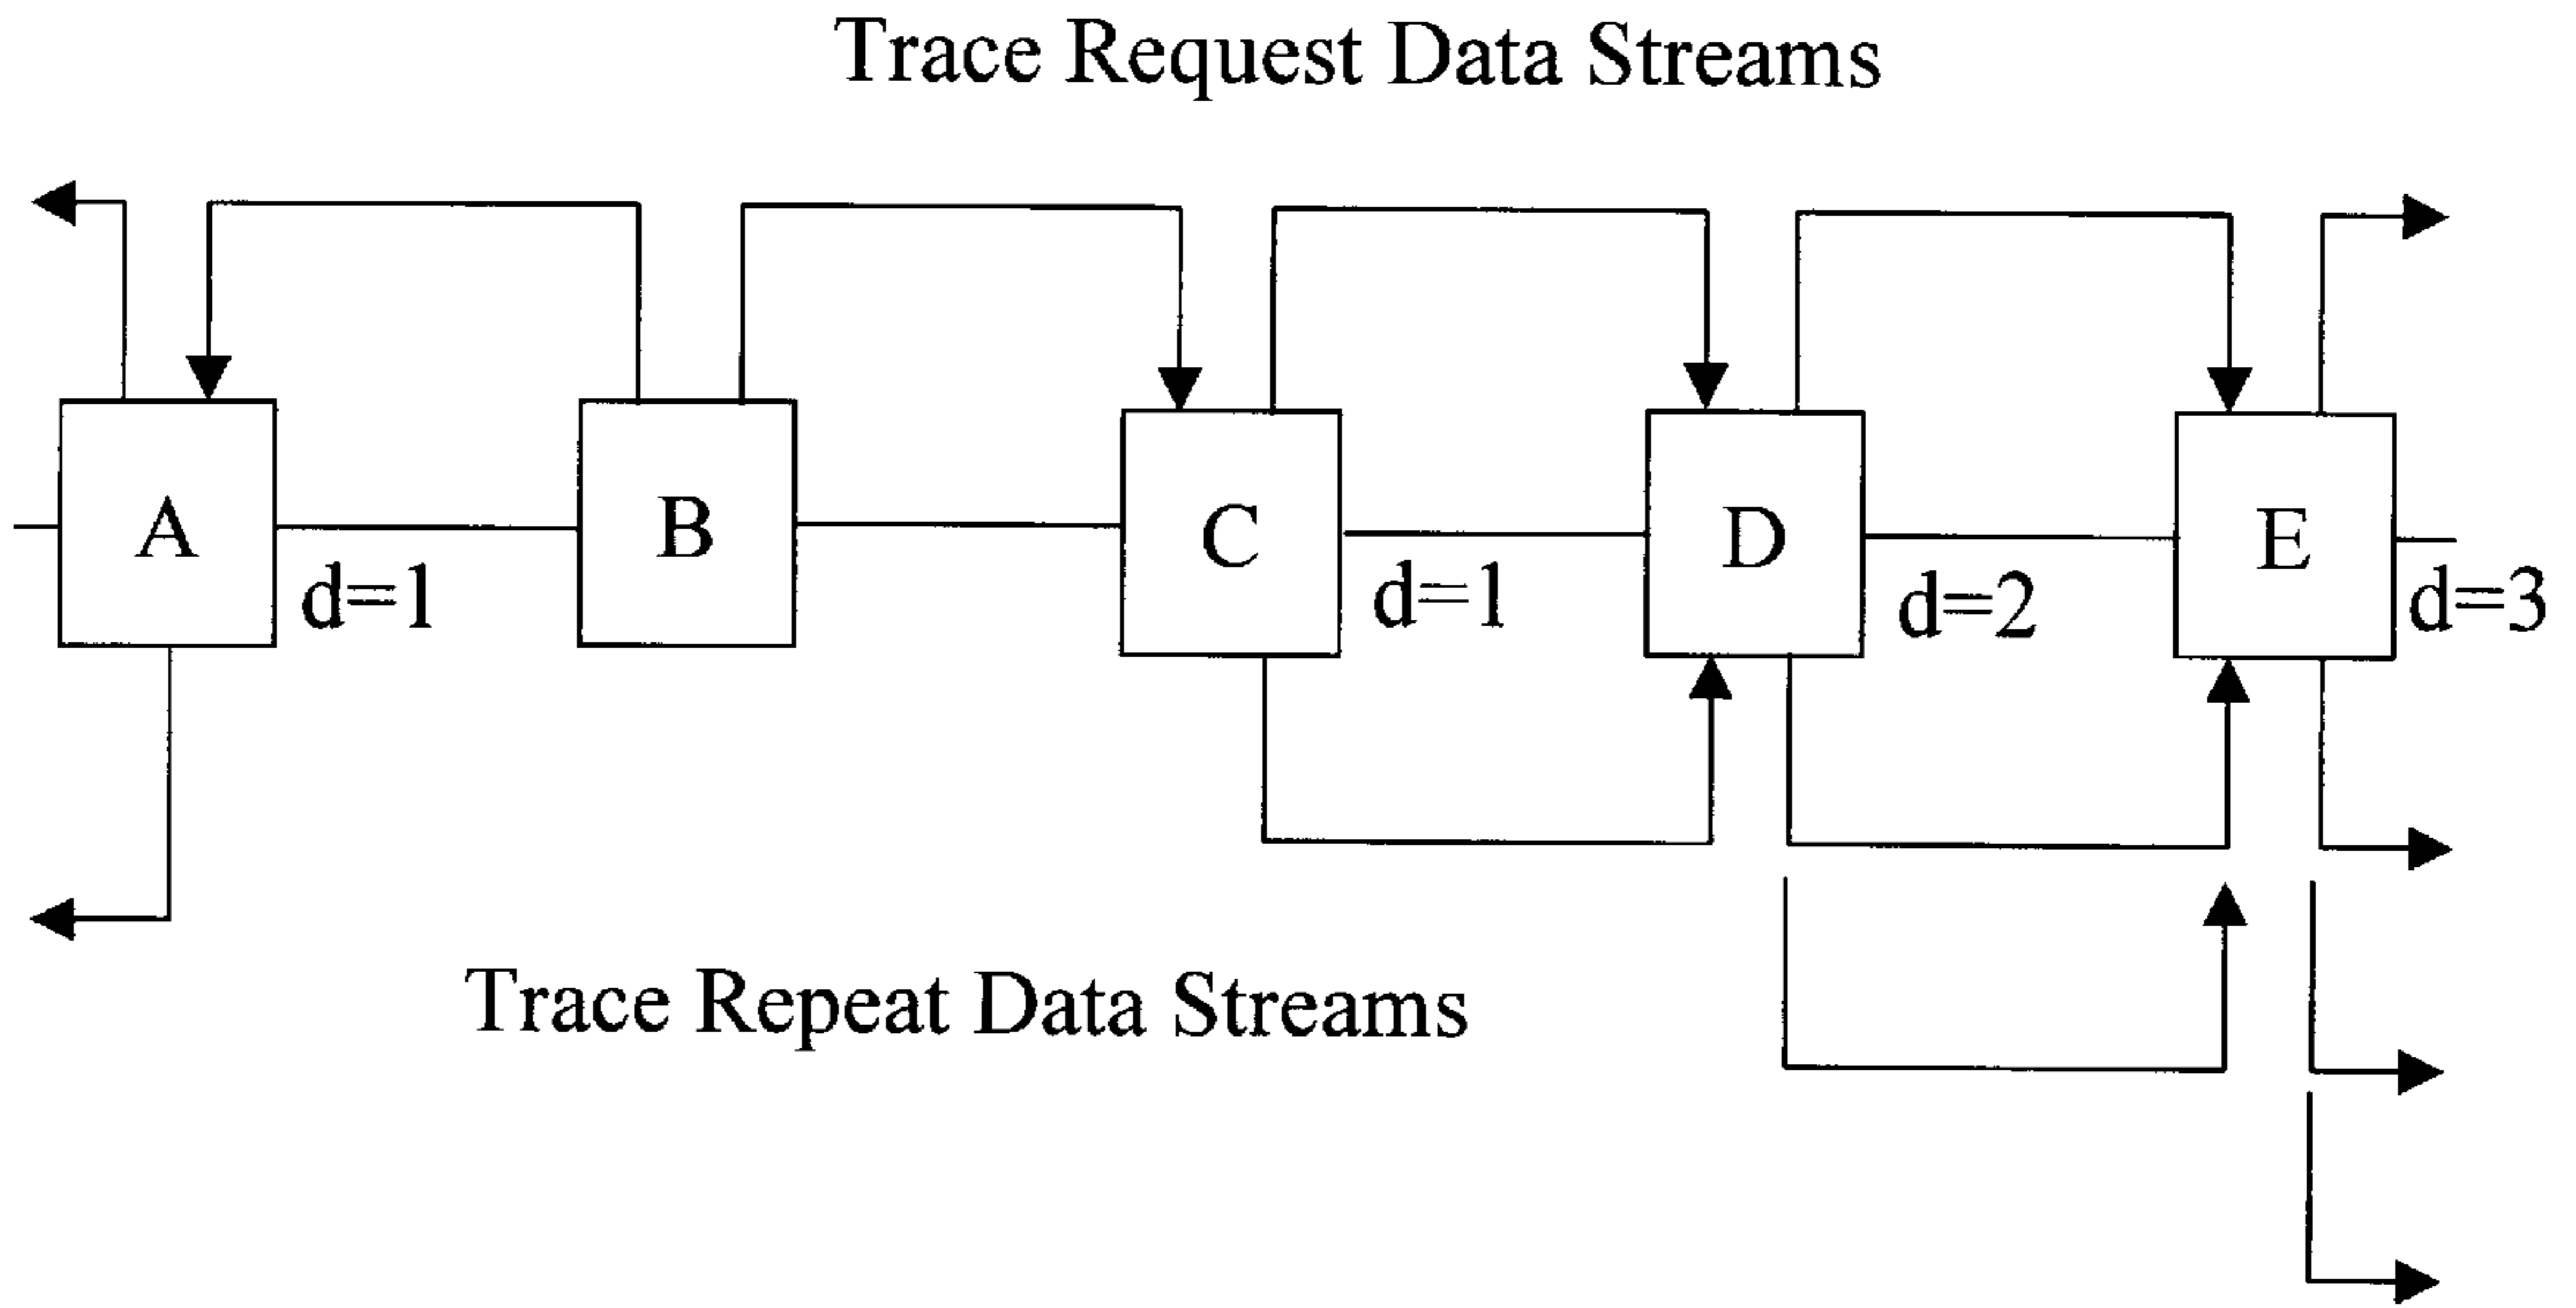 Trace Request Data Streams
A
B
C
D
E
d=1
d=1
d=2
d=3
Trace Repeat Data Streams